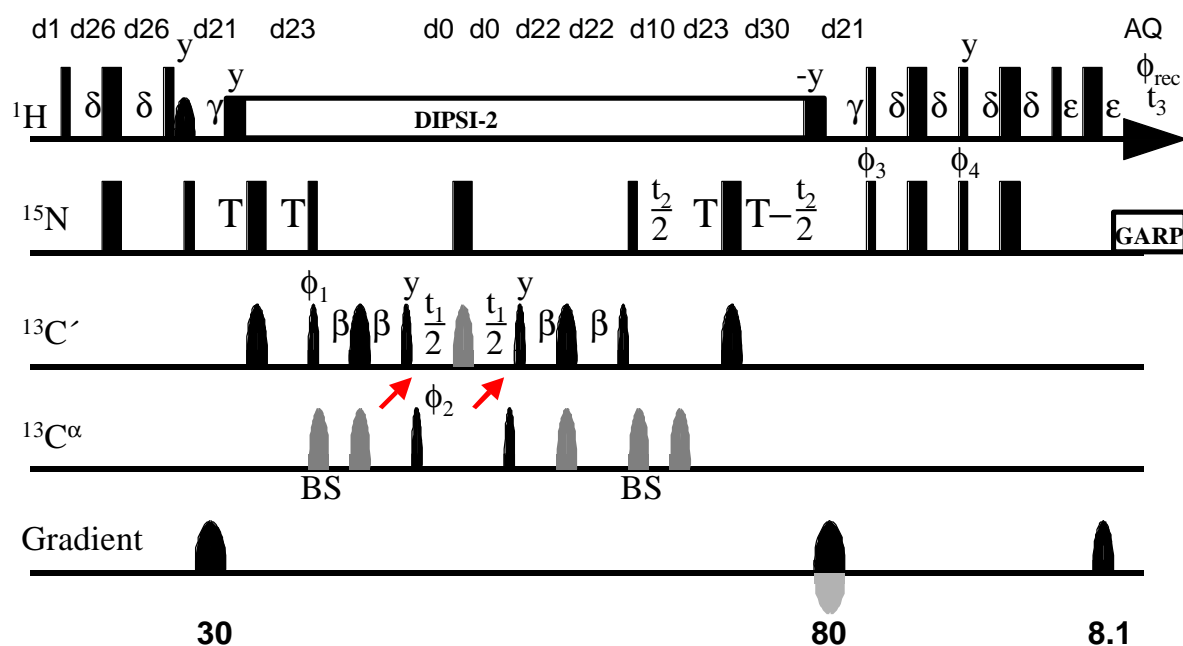 d1 d26 d26 d21 d23 d0 d0 d22 d22 d10 d23 d30 d21 AQ
y y -y y ϕrec
¹H δ δ γ DIPSI-2 γ δ δ δ δ ε ε t₃
ϕ₃ ϕ₄
¹⁵N T T t₂/2 T T–t₂/2 GARP
ϕ₁ y y
¹³C´ β β t₁/2 t₁/2 β β
ϕ₂
¹³Cα
BS BS
Gradient
30 80 8.1